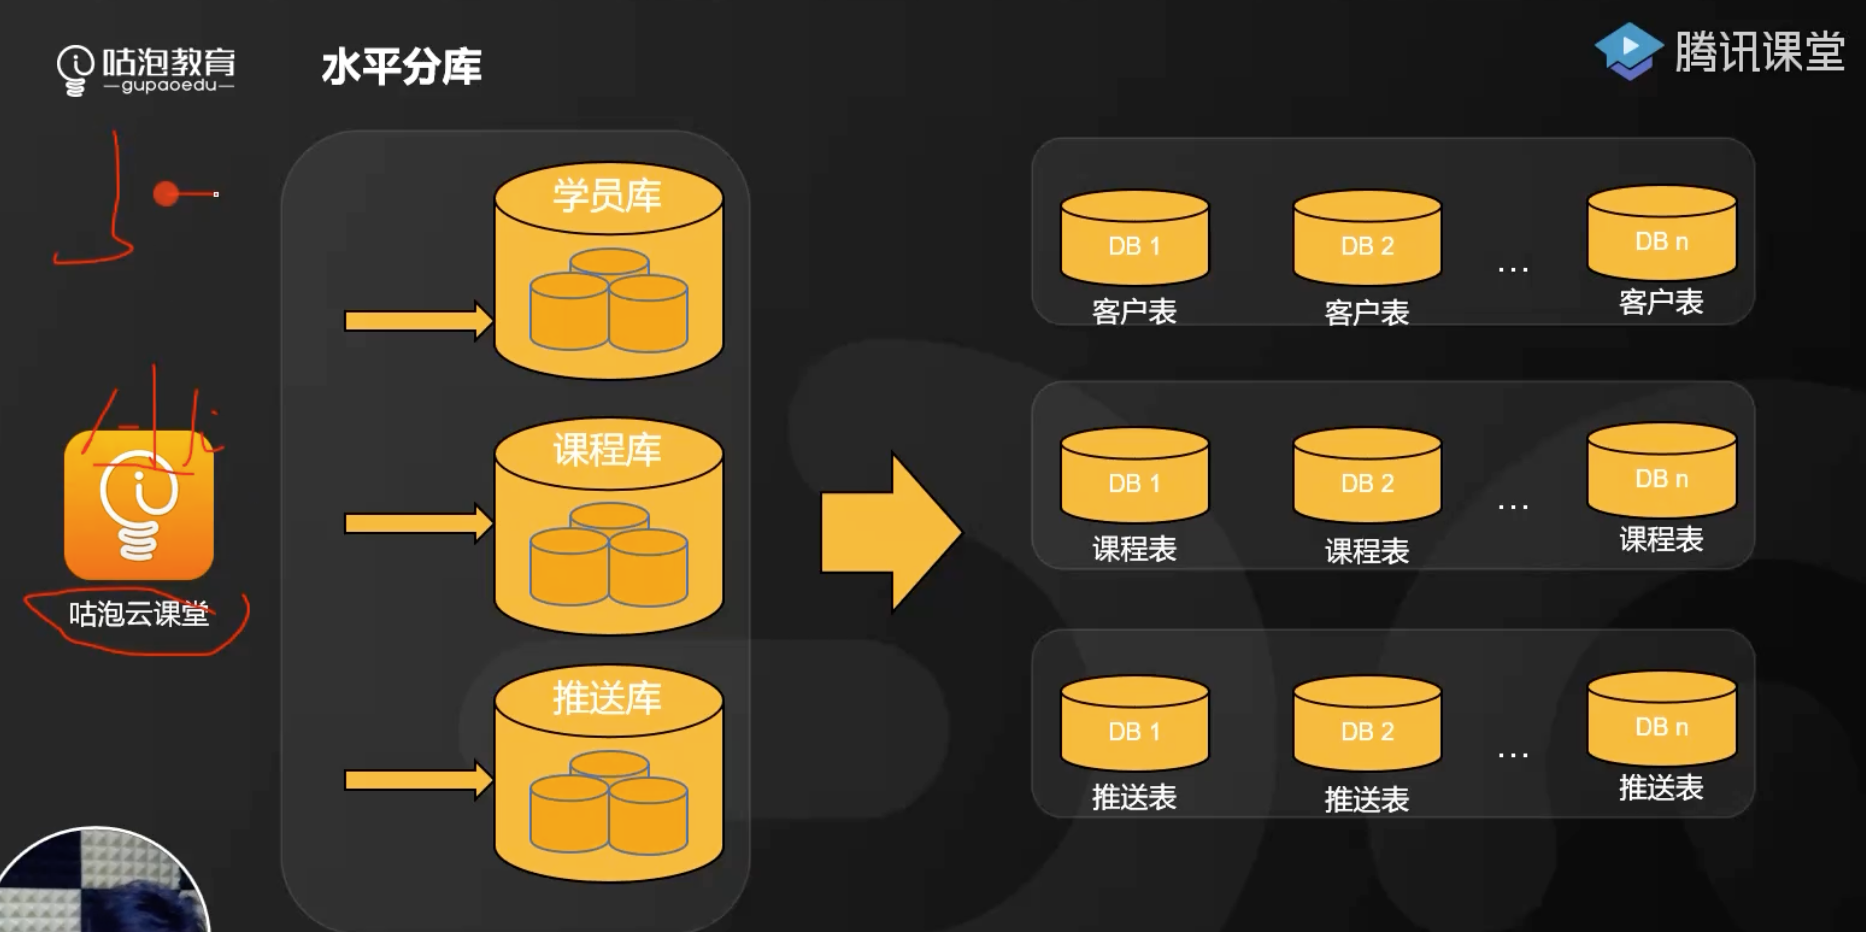 咕泡教育
gupaoedu
水平分库
腾讯课堂
学员库
课程库
推送库
咕泡云课堂
DB 1
DB 2
...
DB n
客户表
客户表
客户表
DB 1
DB 2
...
DB n
课程表
课程表
课程表
DB 1
DB 2
...
DB n
推送表
推送表
推送表